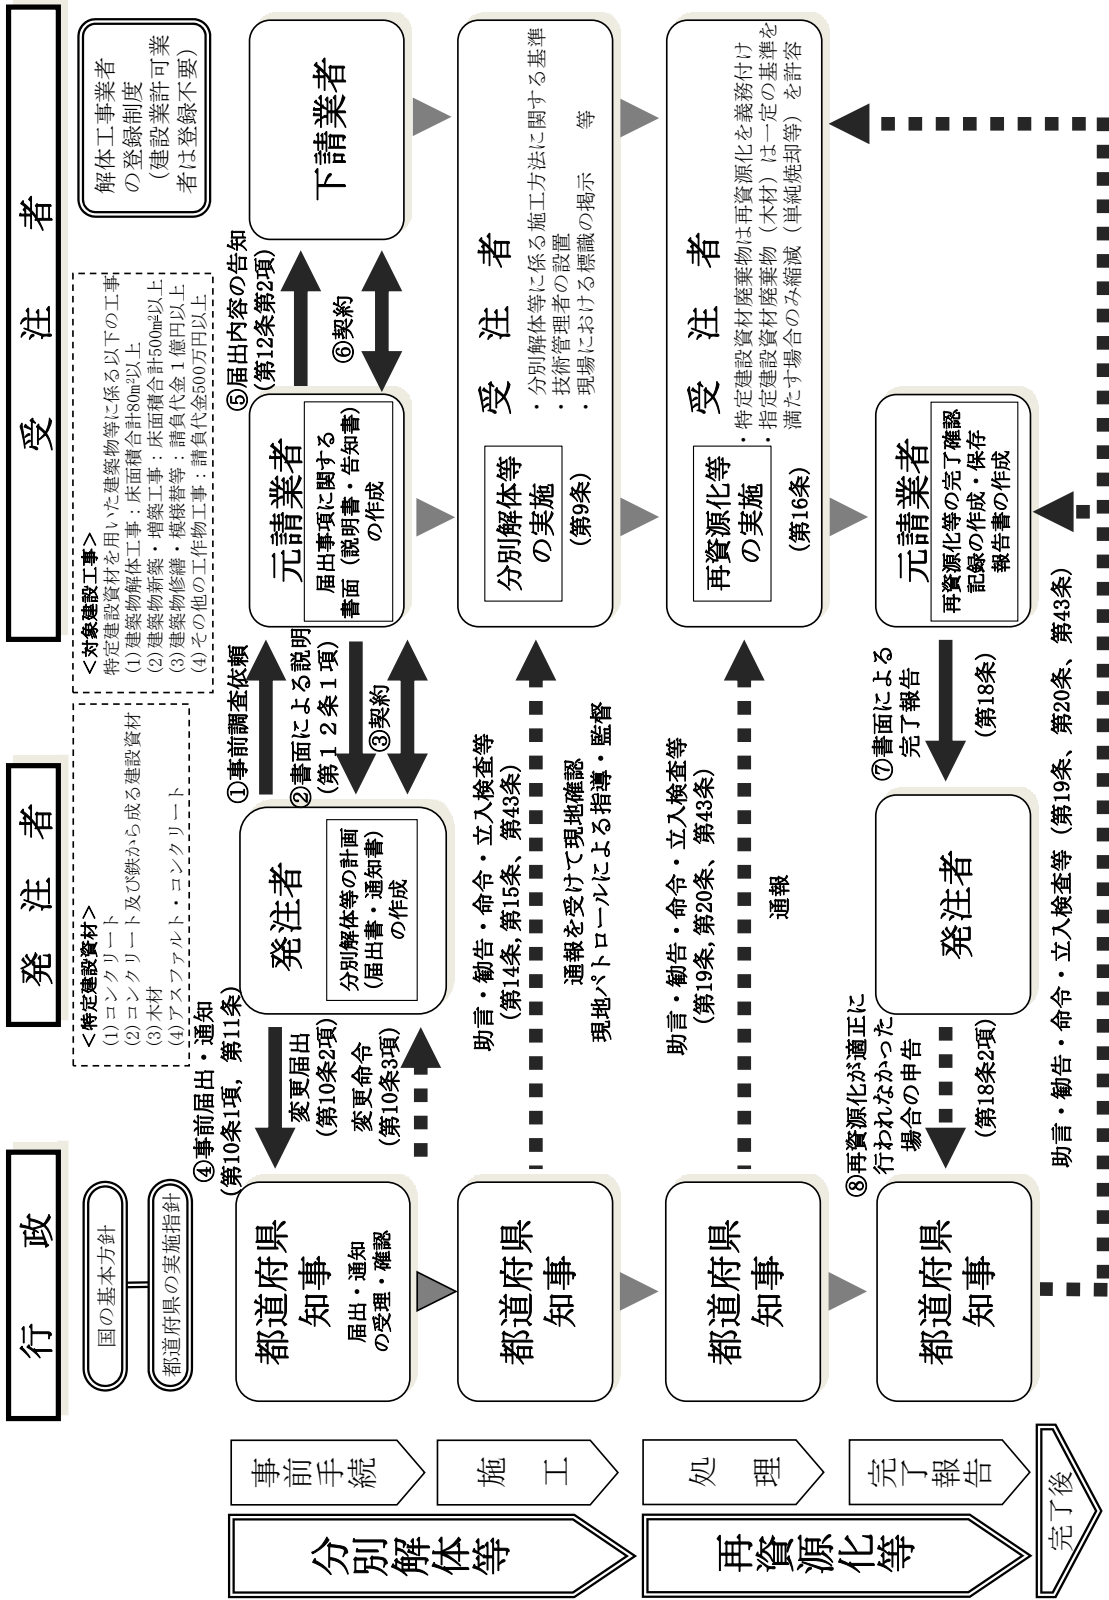 行　政
発　注　者
受　注　者
国の基本方針
都道府県の実施指針
＜特定建設資材＞
(1)コンクリート
(2)コンクリート及び鉄から成る建設資材
(3)木材
(4)アスファルト・コンクリート
＜対象建設工事＞
特定建設資材を用いた建築物等に係る以下の工事
(1)建築物解体工事：床面積合計80㎡以上
(2)建築物新築・増築工事：床面積合計500㎡以上
(3)建築物修繕・模様替等：請負代金１億円以上
(4)その他の工作物工事：請負代金500万円以上
解体工事業者
の登録制度
(建設業許可業
者は登録不要)
分別解体等
事前手続
都道府県
知事
届出・通知
の受理・確認
④事前届出・通知
(第10条1項, 第11条)
変更届出
(第10条2項)
変更命令
(第10条3項)
発注者
分別解体等の計画
(届出書・通知書)
の作成
①事前調査依頼
②書面による説明
(第１２条１項)
③契約
元請業者
届出事項に関する
書面（説明書・告知書）
の作成
⑤届出内容の告知
(第12条第2項)
⑥契約
下請業者
施　工
都道府県
知事
助言・勧告・命令・立入検査等
(第14条,第15条、第43条)
通報を受けて現地確認
現地パトロールによる指導・監督
分別解体等
の実施
(第9条)
受　注　者
・分別解体等に係る施工方法に関する基準
・技術管理者の設置
・現場における標識の掲示　　等
再資源化等
処　理
都道府県
知事
助言・勧告・命令・立入検査等
(第19条,第20条、第43条)
通報
再資源化等
の実施
(第16条)
受　注　者
・特定建設資材廃棄物は再資源化を義務付け
・指定建設資材廃棄物（木材）は一定の基準を
満たす場合のみ縮減（単純焼却等）を許容
完了報告
都道府県
知事
⑧再資源化が適正に
行われなかった
場合の申告
(第18条2項)
発注者
⑦書面による
完了報告
(第18条)
元請業者
再資源化等の完了確認
記録の作成・保存
報告書の作成
完了後
助言・勧告・命令・立入検査等（第19条、第20条、第43条）